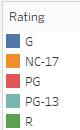 Rating
G
NC-17
PG
PG-13
R